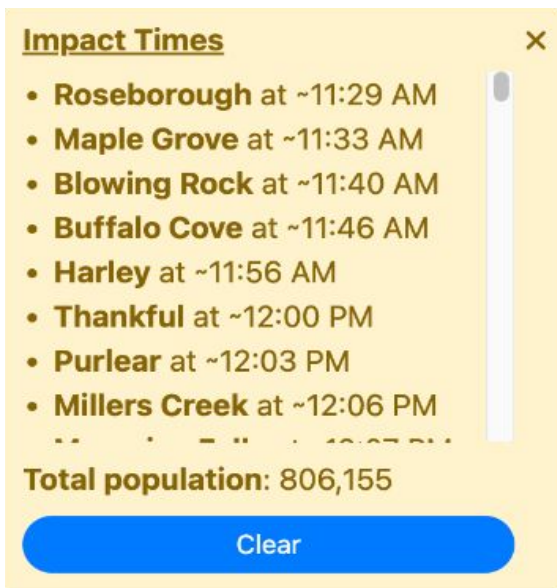 Impact Times ×
• Roseborough at ~11:29 AM
• Maple Grove at ~11:33 AM
• Blowing Rock at ~11:40 AM
• Buffalo Cove at ~11:46 AM
• Harley at ~11:56 AM
• Thankful at ~12:00 PM
• Purlear at ~12:03 PM
• Millers Creek at ~12:06 PM
Total population: 806,155
Clear